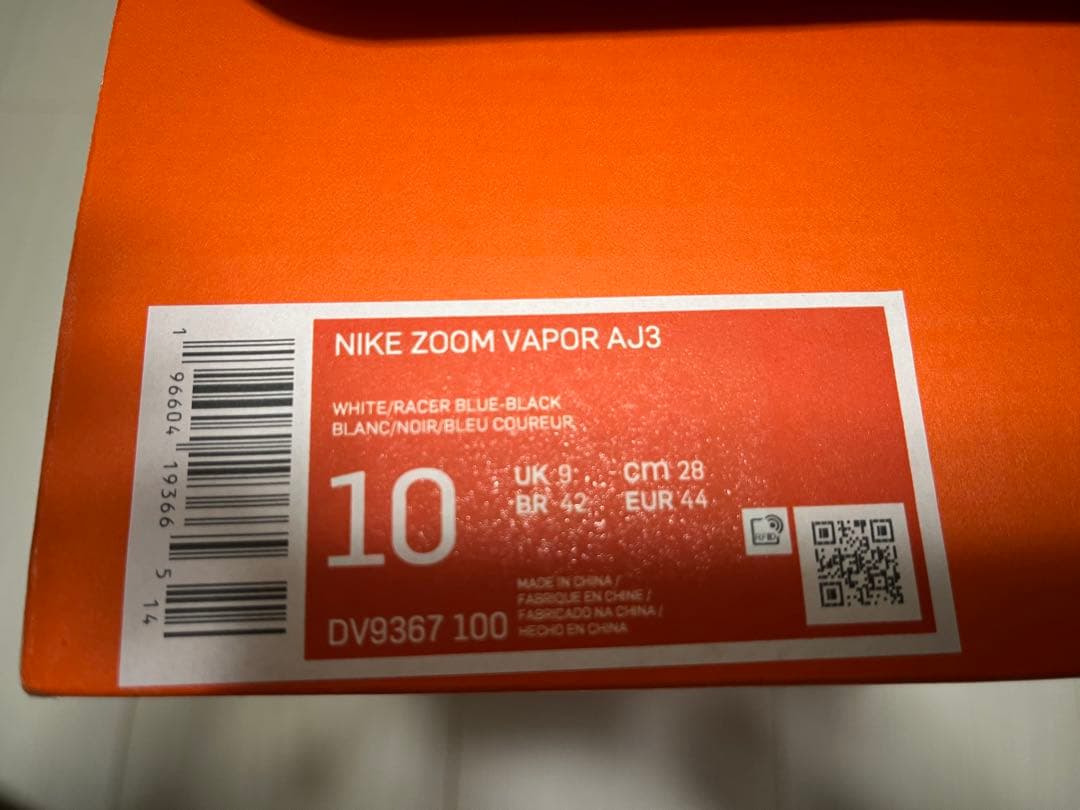 NIKE ZOOM VAPOR AJ3
WHITE/RACER BLUE-BLACK
BLANC/NOIR/BLEU COUREUR
10
UK 9 cm 28
BR 42 EUR 44
RFID
DV9367 100
MADE IN CHINA /
FABRIQUE EN CHINE /
FABRICADO NA CHINA /
HECHO EN CHINA
1 96604 19366 5 14